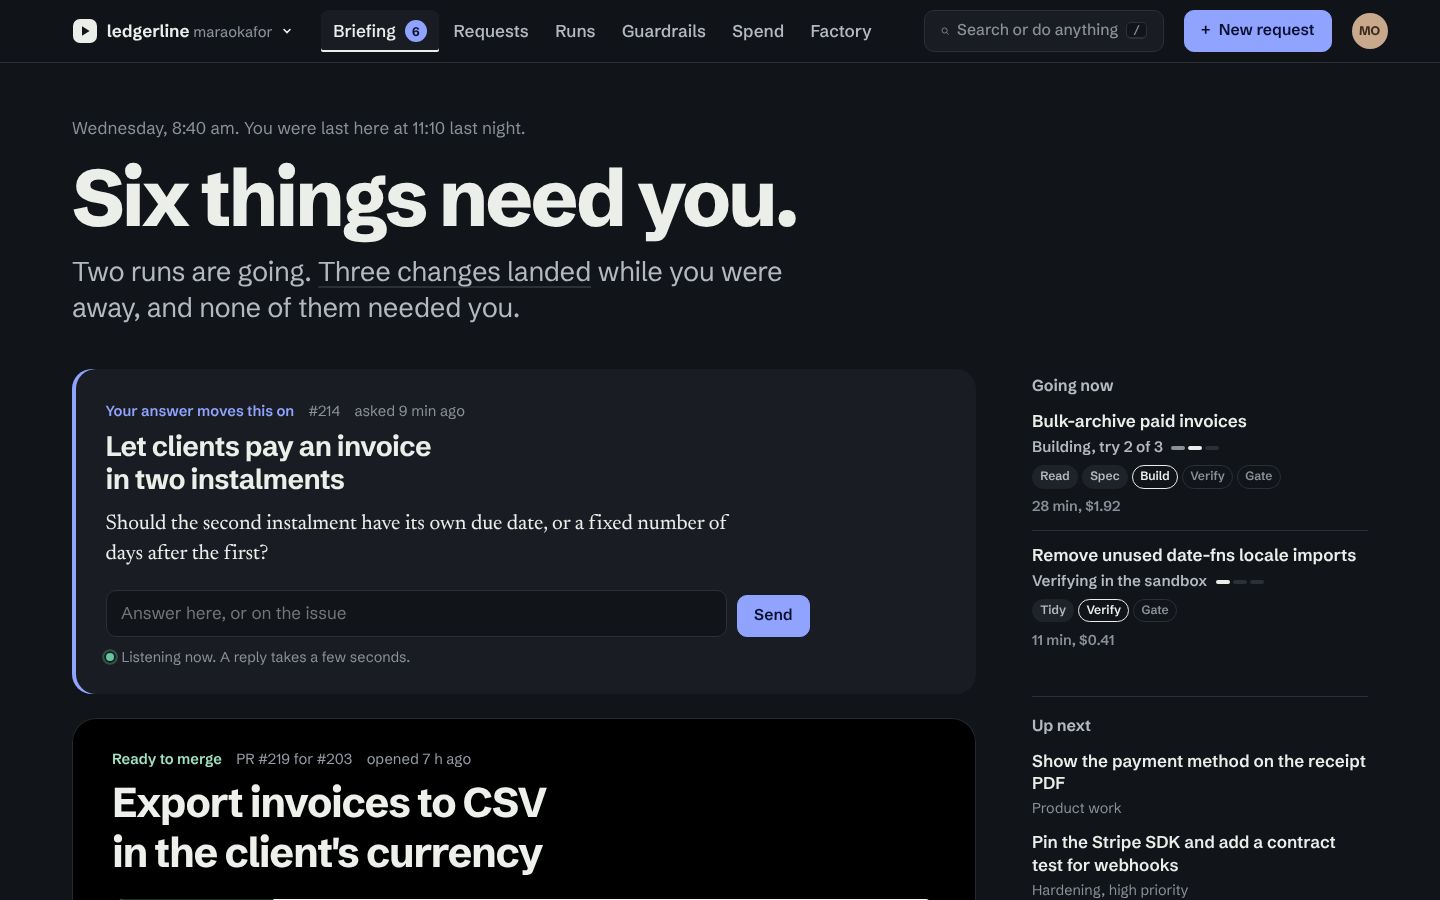 ledgerline maraokafor
Briefing 6
Requests
Runs
Guardrails
Spend
Factory
Search or do anything /
+ New request
MO
Wednesday, 8:40 am. You were last here at 11:10 last night.
Six things need you.
Two runs are going. Three changes landed while you were
away, and none of them needed you.
Your answer moves this on #214 asked 9 min ago
Let clients pay an invoice
in two instalments
Should the second instalment have its own due date, or a fixed number of
days after the first?
Answer here, or on the issue
Send
Listening now. A reply takes a few seconds.
Ready to merge PR #219 for #203 opened 7 h ago
Export invoices to CSV
in the client's currency
Going now
Bulk-archive paid invoices
Building, try 2 of 3
Read Spec Build Verify Gate
28 min, $1.92
Remove unused date-fns locale imports
Verifying in the sandbox
Tidy Verify Gate
11 min, $0.41
Up next
Show the payment method on the receipt
PDF
Product work
Pin the Stripe SDK and add a contract
test for webhooks
Hardening, high priority